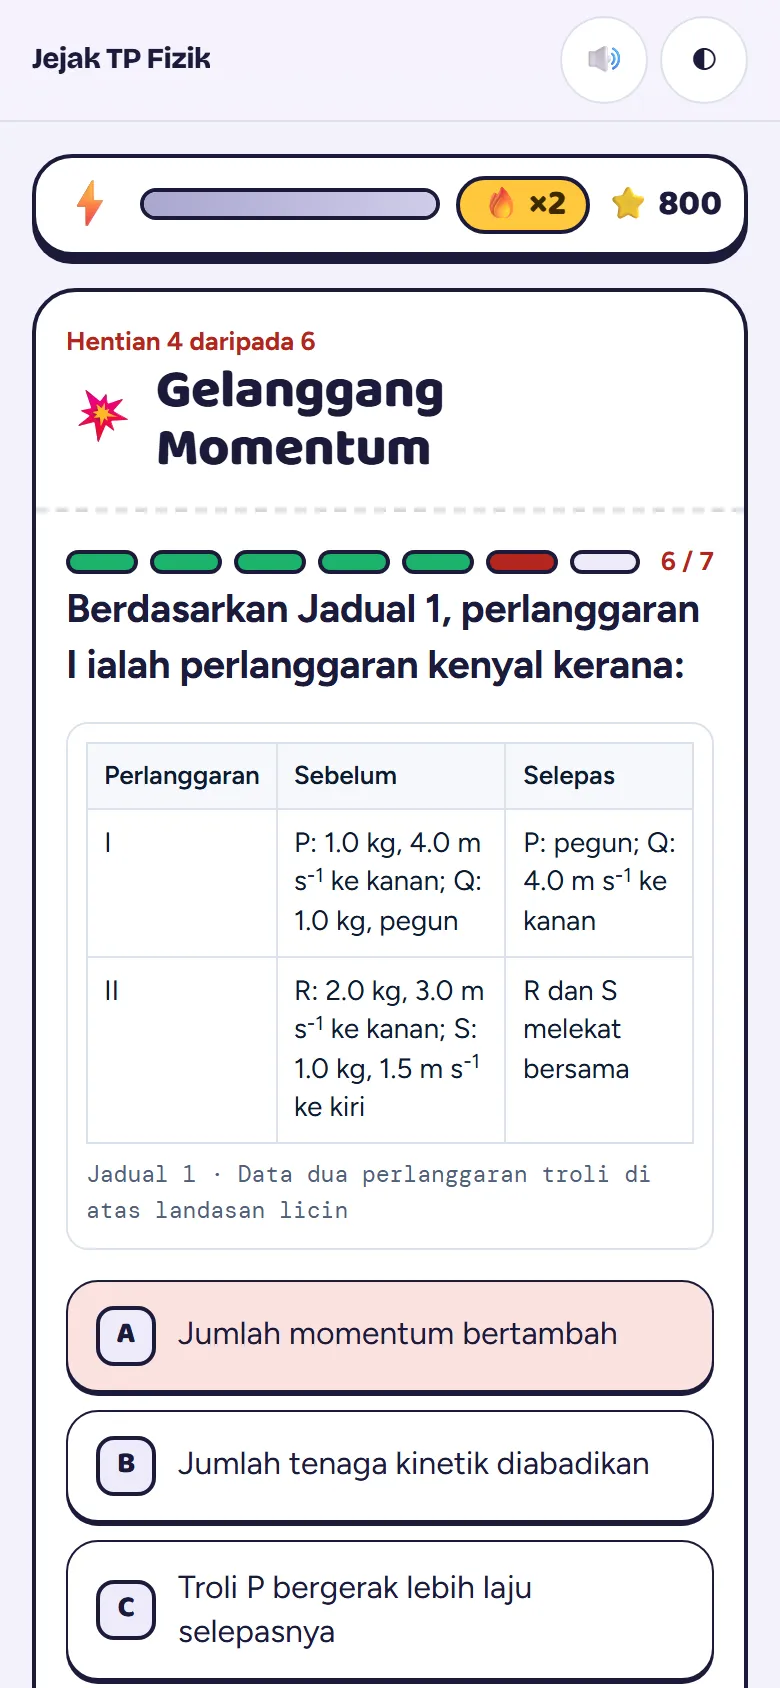 Jejak TP Fizik
×2
800
Hentian 4 daripada 6
Gelanggang
Momentum
6 / 7
Berdasarkan Jadual 1, perlanggaran
I ialah perlanggaran kenyal kerana:
Perlanggaran
Sebelum
Selepas
I
P: 1.0 kg, 4.0 m
s⁻¹ ke kanan; Q:
1.0 kg, pegun
P: pegun; Q:
4.0 m s⁻¹ ke
kanan
II
R: 2.0 kg, 3.0 m
s⁻¹ ke kanan; S:
1.0 kg, 1.5 m s⁻¹
ke kiri
R dan S
melekat
bersama
Jadual 1 · Data dua perlanggaran troli di
atas landasan licin
A Jumlah momentum bertambah
B Jumlah tenaga kinetik diabadikan
C Troli P bergerak lebih laju
selepasnya